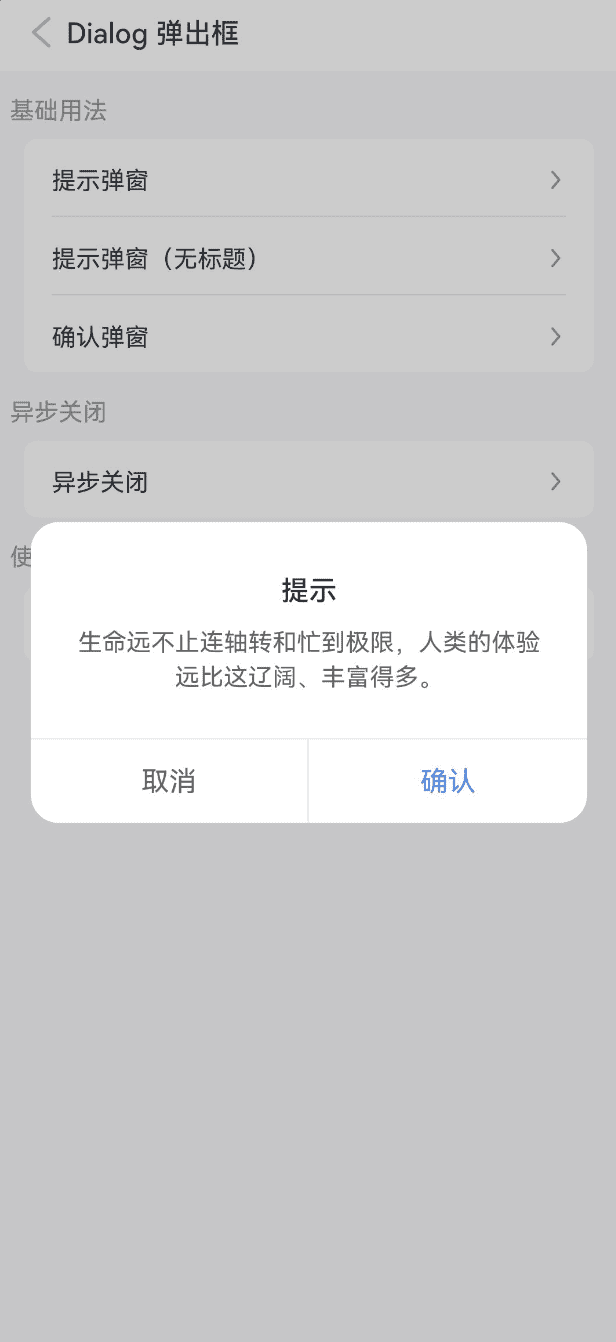 Dialog 弹出框
基础用法
提示弹窗
提示弹窗（无标题）
确认弹窗
异步关闭
异步关闭
使
提示
生命远不止连轴转和忙到极限，人类的体验
远比这辽阔、丰富得多。
取消
确认